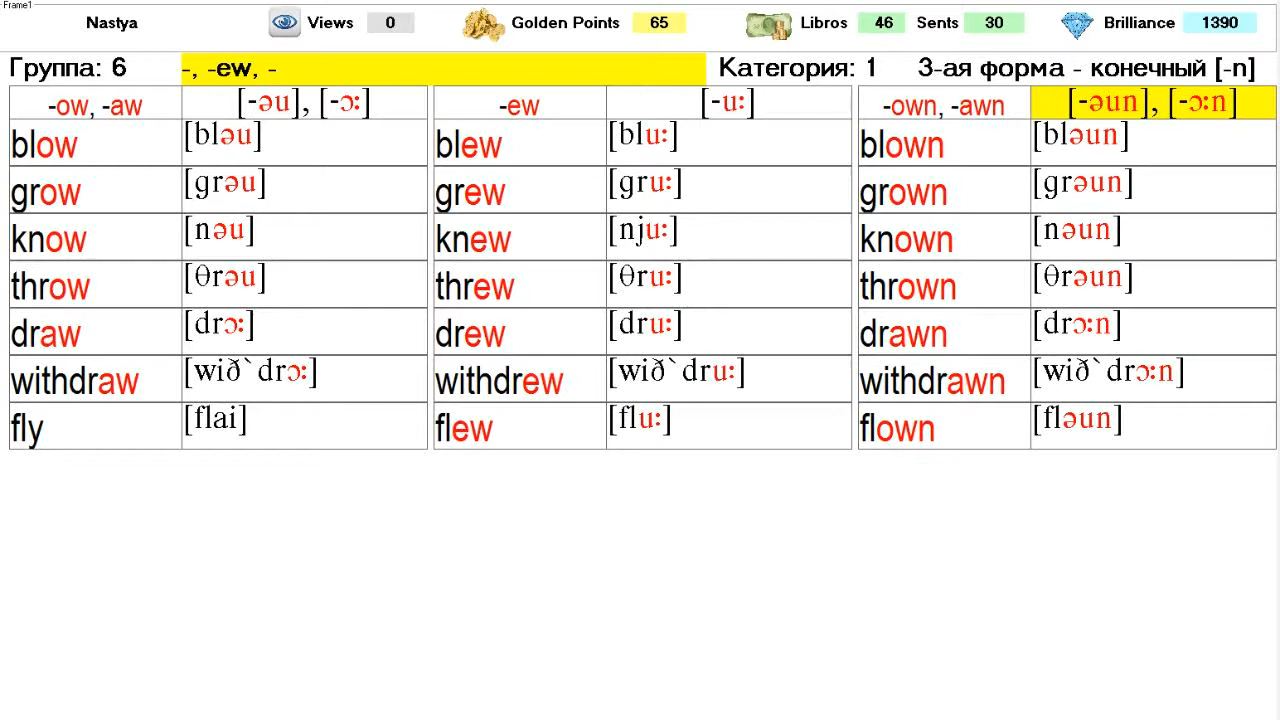 Frame1
Nastya Views 0 Golden Points 65 Libros 46 Sents 30 Brilliance 1390
Группа: 6 -, -ew, - Категория: 1 3-ая форма - конечный [-n]
-ow, -aw [-əu], [-ɔː] -ew [-uː] -own, -awn [-əun], [-ɔːn]
blow [bləu] blew [bluː] blown [bləun]
grow [grəu] grew [gruː] grown [grəun]
know [nəu] knew [njuː] known [nəun]
throw [θrəu] threw [θruː] thrown [θrəun]
draw [drɔː] drew [druː] drawn [drɔːn]
withdraw [wið`drɔː] withdrew [wið`druː] withdrawn [wið`drɔːn]
fly [flai] flew [fluː] flown [fləun]